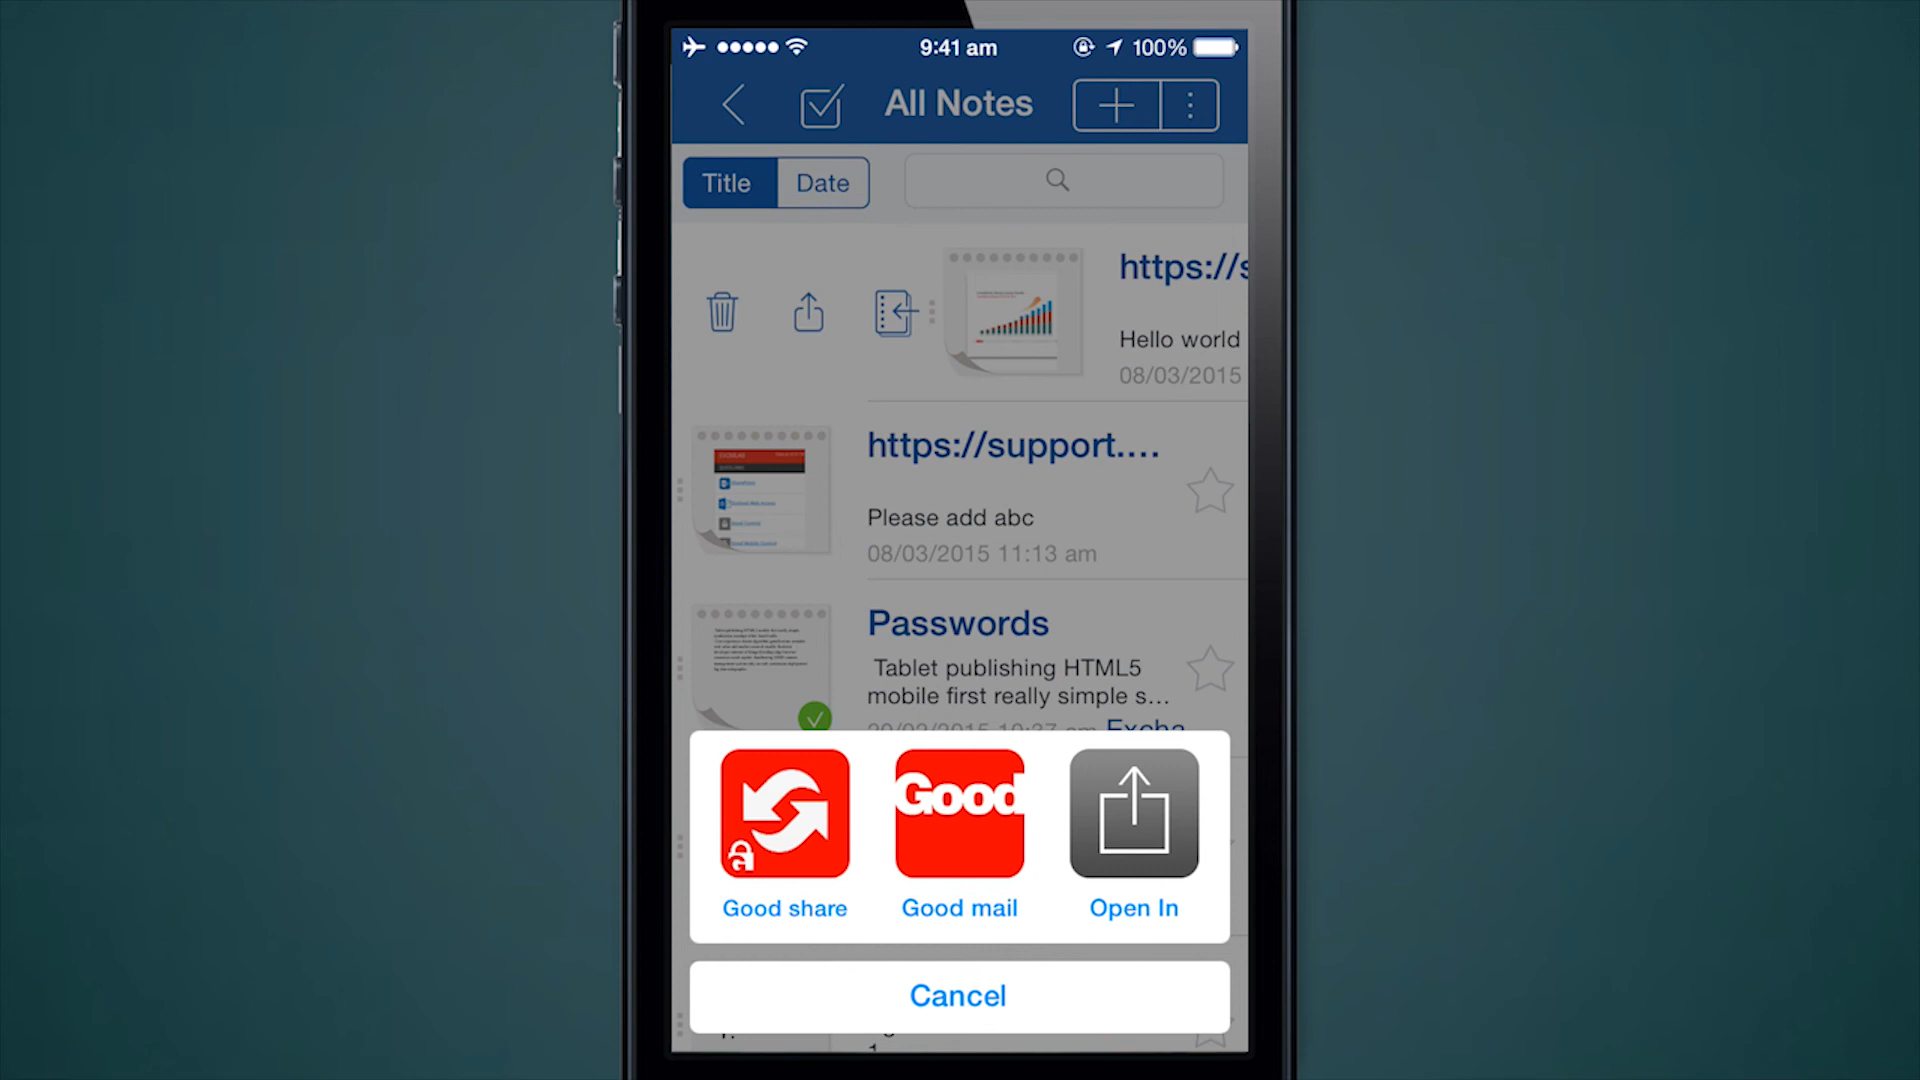 9:41 am
100%
All Notes
Title
Date
https://s
Hello world
08/03/2015
https://support....
Please add abc
08/03/2015 11:13 am
Passwords
Tablet publishing HTML5
mobile first really simple s...
Good
Good share
Good mail
Open In
Cancel